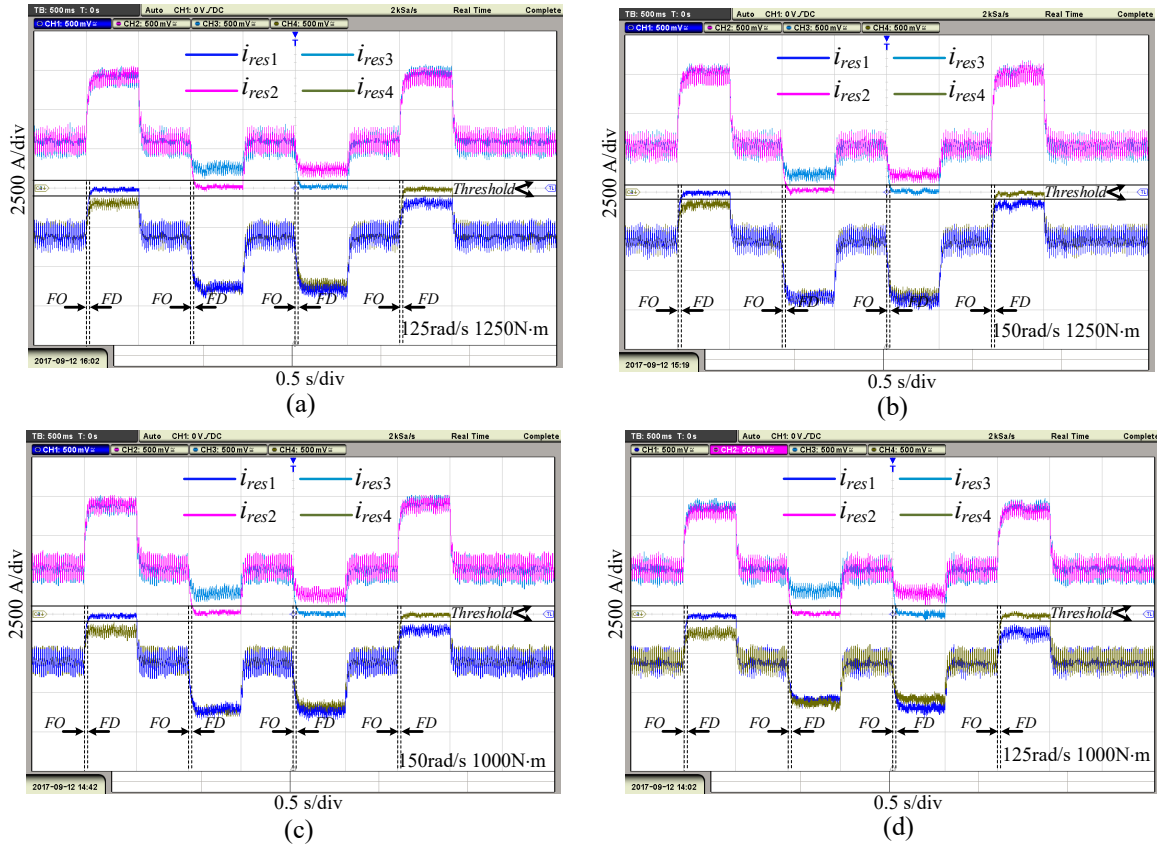 TB: 500ms T: 0s Auto CH1: 0V DC 2kSa/s Real Time Complete
CH1: 500mV CH2: 500mV CH3: 500mV CH4: 500mV
T
ires1 ires3
ires2 ires4
2500 A/div
Threshold
TL
FO FD FO FD FO FD FO FD
125rad/s 1250N·m
2017-09-12 16:02
0.5 s/div
(a)
TB: 500ms T: 0s Auto CH1: 0V DC 2kSa/s Real Time Complete
CH1: 500mV CH2: 500mV CH3: 500mV CH4: 500mV
T
ires1 ires3
ires2 ires4
2500 A/div
Threshold
TL
FO FD FO FD FO FD FO FD
150rad/s 1250N·m
2017-09-12 15:19
0.5 s/div
(b)
TB: 500ms T: 0s Auto CH1: 0V DC 2kSa/s Real Time Complete
CH1: 500mV CH2: 500mV CH3: 500mV CH4: 500mV
T
ires1 ires3
ires2 ires4
2500 A/div
Threshold
TL
FO FD FO FD FO FD FO FD
150rad/s 1000N·m
2017-09-12 14:42
0.5 s/div
(c)
TB: 500ms T: 0s Auto CH1: 0V DC 2kSa/s Real Time Complete
CH1: 500mV CH2: 500mV CH3: 500mV CH4: 500mV
T
ires1 ires3
ires2 ires4
2500 A/div
Threshold
TL
FO FD FO FD FO FD FO FD
125rad/s 1000N·m
2017-09-12 14:02
0.5 s/div
(d)